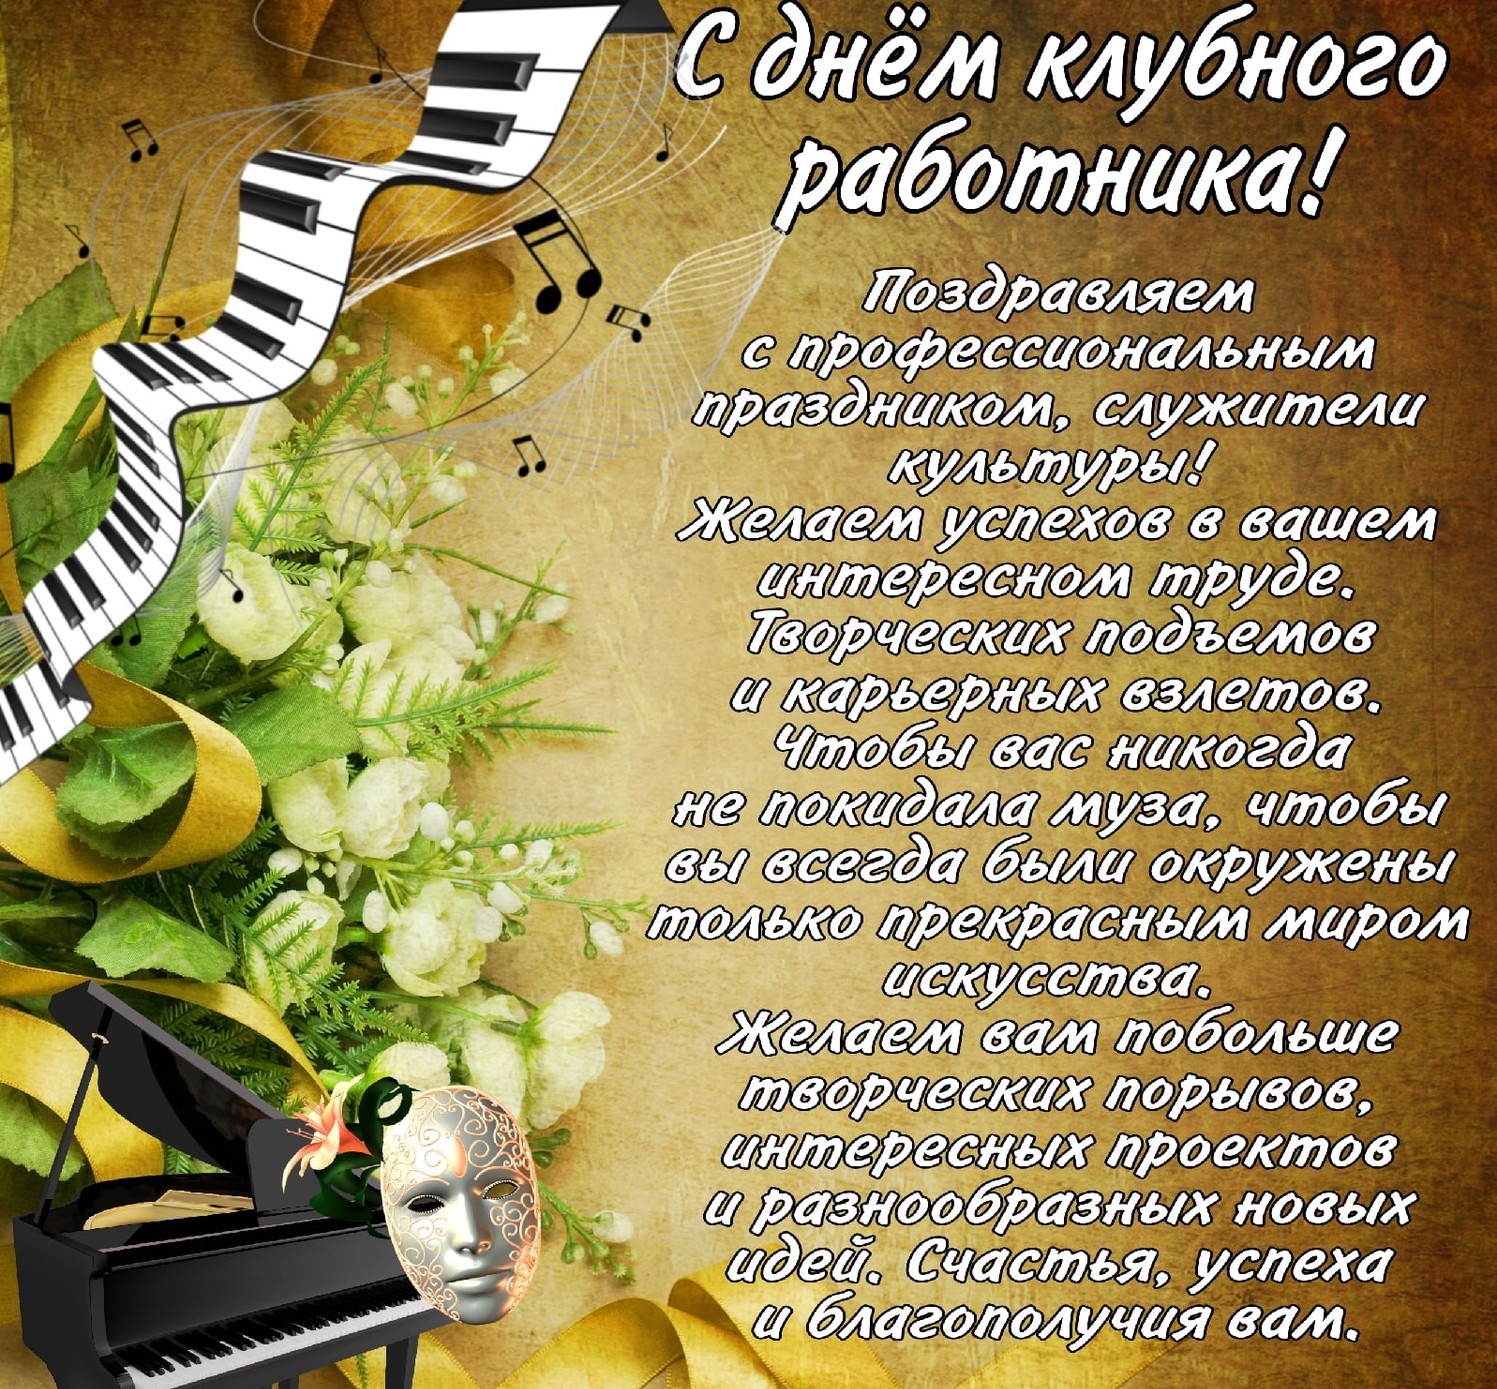 С днём клубного
работника!
Поздравляем
с профессиональным
праздником, служители
культуры!
Желаем успехов в вашем
интересном труде.
Творческих подъемов
и карьерных взлетов.
Чтобы вас никогда
не покидала муза, чтобы
вы всегда были окружены
только прекрасным миром
искусства.
Желаем вам побольше
творческих порывов,
интересных проектов
и разнообразных новых
идей. Счастья, успеха
и благополучия вам.